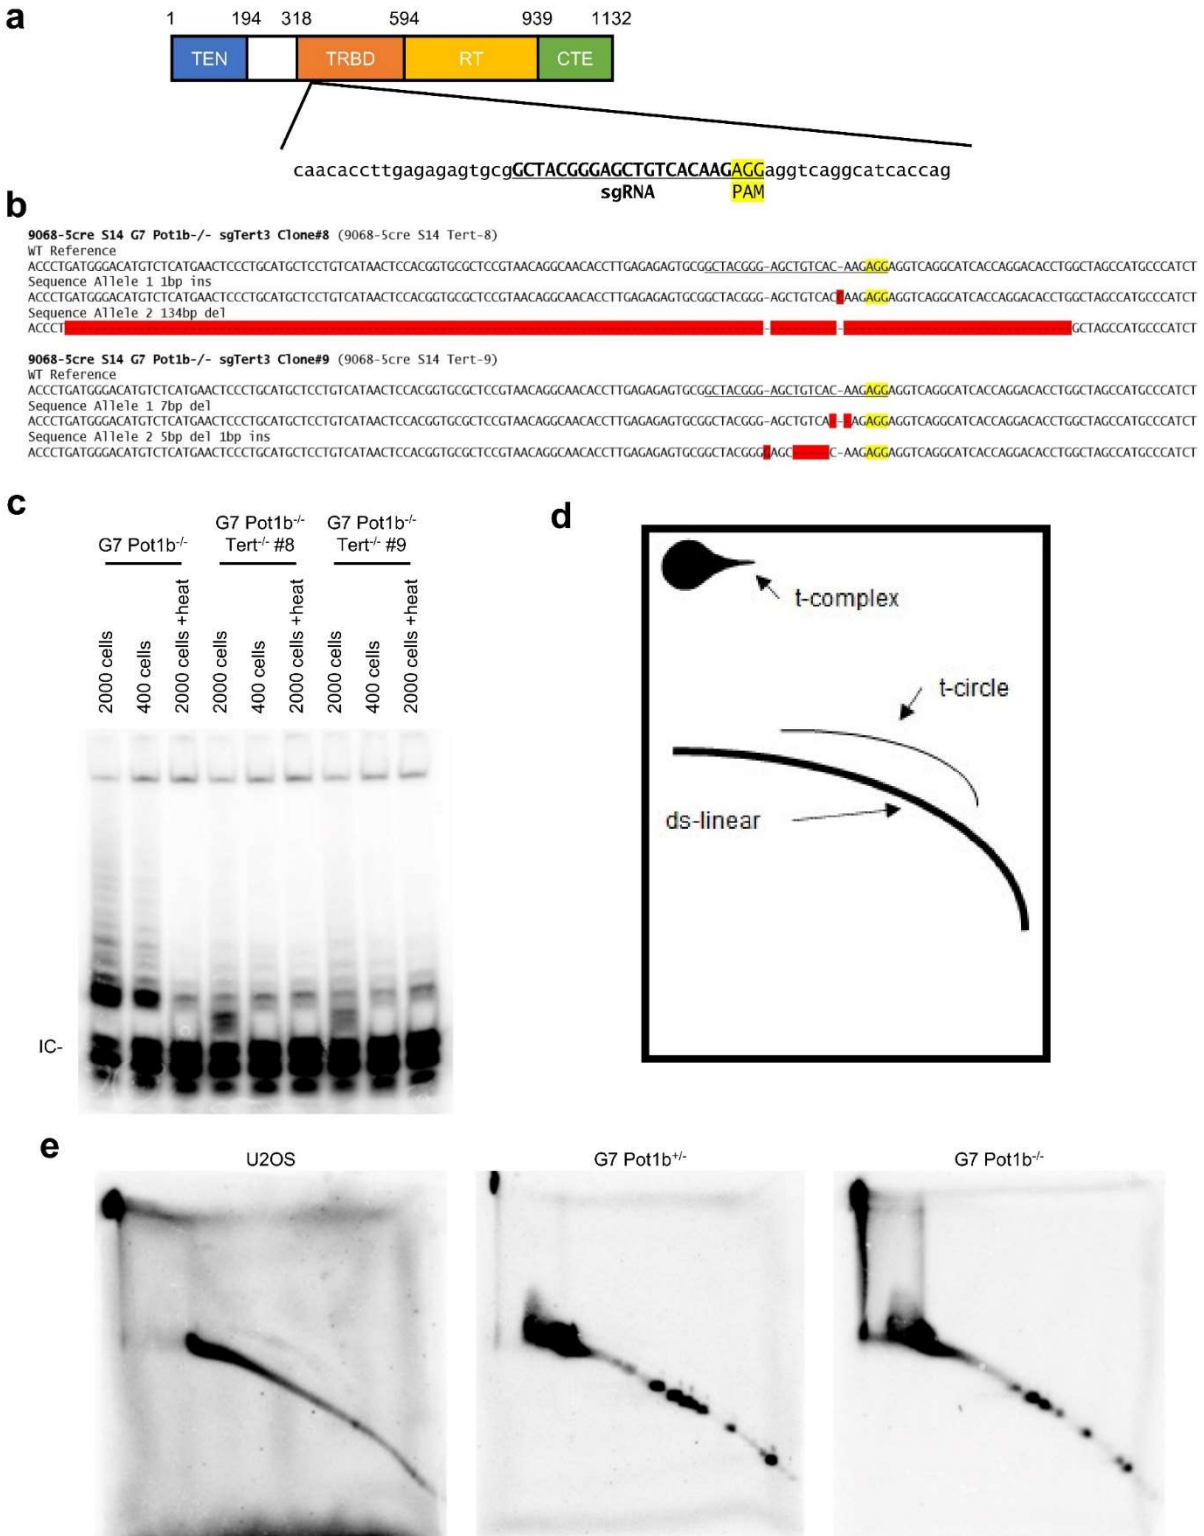 a
1 194 318 594 939 1132
TEN TRBD RT CTE
caacaccttgagagagtgcgGCTACGGGAGCTGTCACAAGAGGaggtcaggcatcaccag
sgRNA PAM
b
9068-5cre S14 G7 Pot1b-/- sgTert3 Clone#8 (9068-5cre S14 Tert-8)
WT Reference
ACCCTGATGGGACATGTCTCATGAACTCCCTGCATGCTCCTGTCATAACTCCACGGTGCGCTCCGTAACAGGCAACACCTTGAGAGAGTGCGGCTACGGG-AGCTGTCAC-AAGAGGAGGTCAGGCATCACCAGGACACCTGGCTAGCCATGCCCATCT
Sequence Allele 1 1bp ins
Sequence Allele 2 134bp del
ACCCT GCTAGCCATGCCCATCT
9068-5cre S14 G7 Pot1b-/- sgTert3 Clone#9 (9068-5cre S14 Tert-9)
WT Reference
ACCCTGATGGGACATGTCTCATGAACTCCCTGCATGCTCCTGTCATAACTCCACGGTGCGCTCCGTAACAGGCAACACCTTGAGAGAGTGCGGCTACGGG-AGCTGTCAC-AAGAGGAGGTCAGGCATCACCAGGACACCTGGCTAGCCATGCCCATCT
Sequence Allele 1 7bp del
ACCCTGATGGGACATGTCTCATGAACTCCCTGCATGCTCCTGTCATAACTCCACGGTGCGCTCCGTAACAGGCAACACCTTGAGAGAGTGCGGCTACGGG-AGCTGTCA - AGAGGAGGTCAGGCATCACCAGGACACCTGGCTAGCCATGCCCATCT
Sequence Allele 2 5bp del 1bp ins
c
G7 Pot1b-/-
G7 Pot1b-/-
Tert-/- #8
G7 Pot1b-/-
Tert-/- #9
2000 cells
400 cells
2000 cells +heat
2000 cells
400 cells
2000 cells +heat
2000 cells
400 cells
2000 cells +heat
IC-
d
t-complex
t-circle
ds-linear
e
U2OS
G7 Pot1b+/-
G7 Pot1b-/-